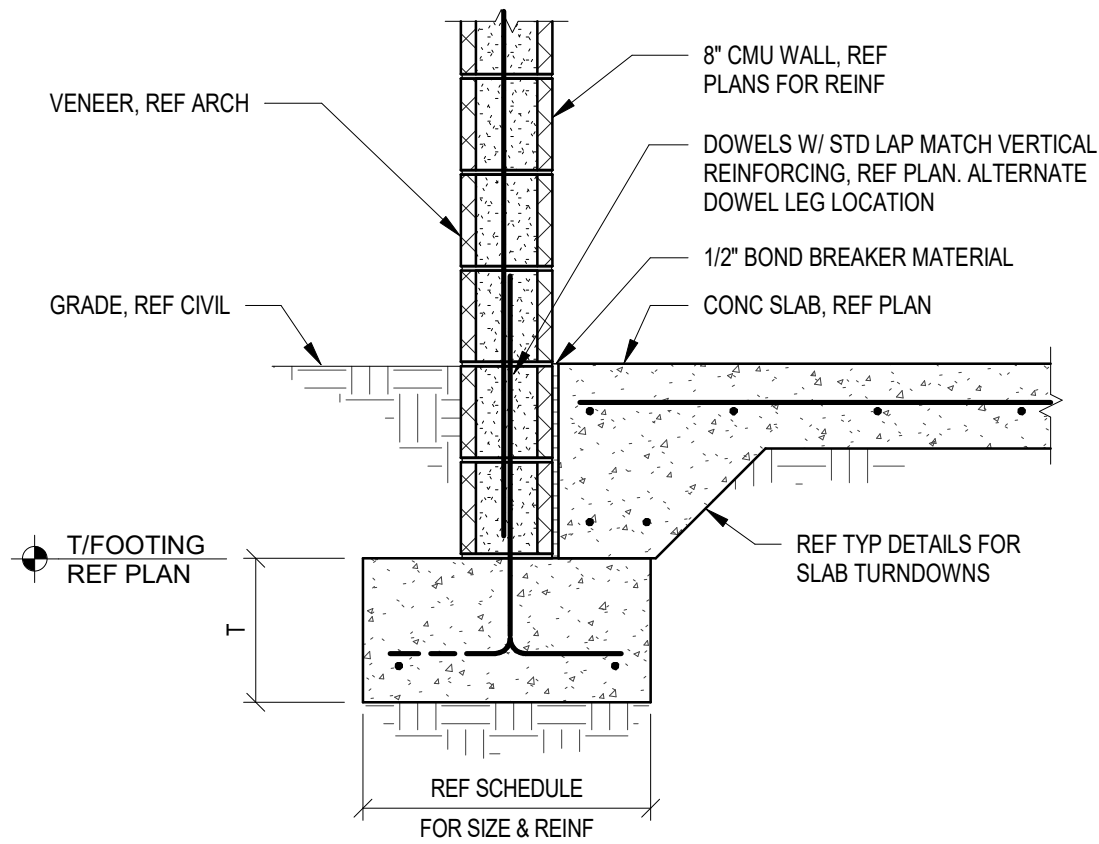 8" CMU WALL, REF
PLANS FOR REINF
VENEER, REF ARCH
DOWELS W/ STD LAP MATCH VERTICAL
REINFORCING, REF PLAN. ALTERNATE
DOWEL LEG LOCATION
1/2" BOND BREAKER MATERIAL
GRADE, REF CIVIL
CONC SLAB, REF PLAN
T/FOOTING
REF PLAN
REF TYP DETAILS FOR
SLAB TURNDOWNS
T
REF SCHEDULE
FOR SIZE & REINF